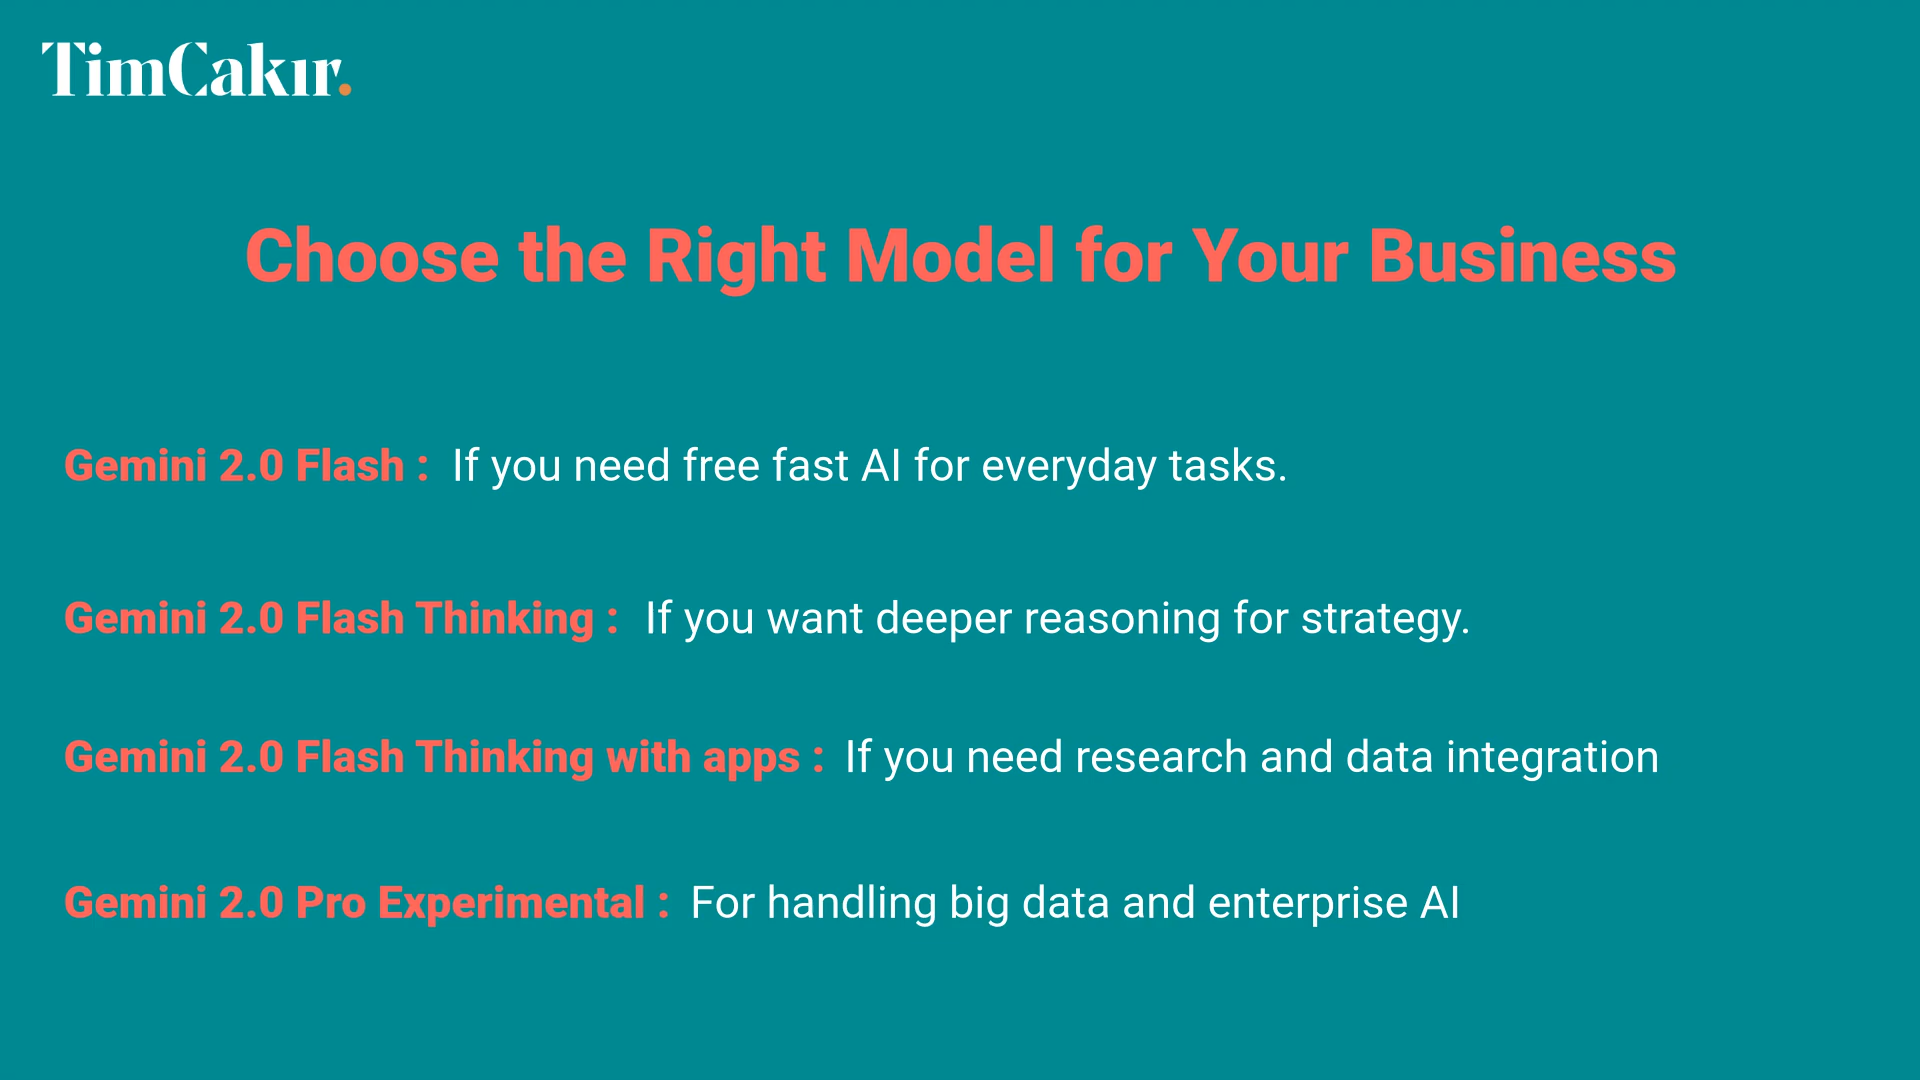 TimCakır.
Choose the Right Model for Your Business
Gemini 2.0 Flash : If you need free fast AI for everyday tasks.
Gemini 2.0 Flash Thinking : If you want deeper reasoning for strategy.
Gemini 2.0 Flash Thinking with apps : If you need research and data integration
Gemini 2.0 Pro Experimental : For handling big data and enterprise AI